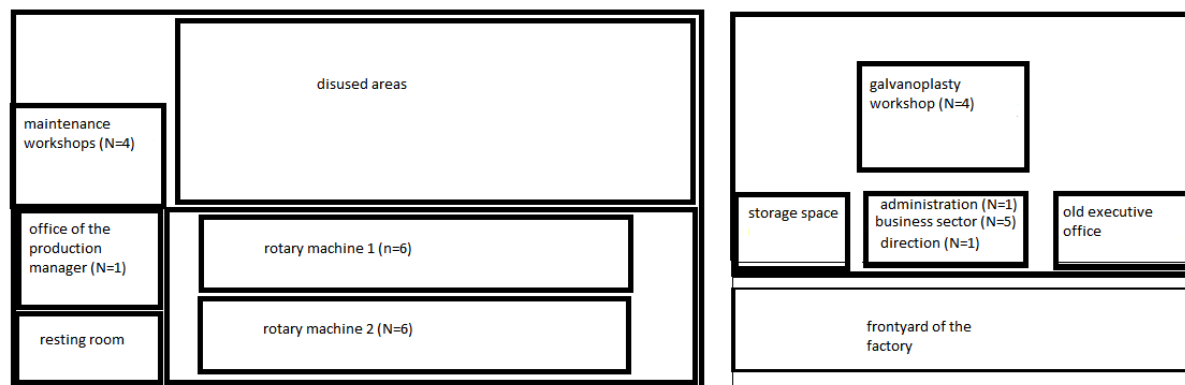 disused areas
maintenance
workshops (N=4)
office of the
production
manager (N=1)
resting room
rotary machine 1 (n=6)
rotary machine 2 (N=6)
galvanoplasty
workshop (N=4)
storage space
administration (N=1)
business sector (N=5)
direction (N=1)
old executive
office
frontyard of the
factory